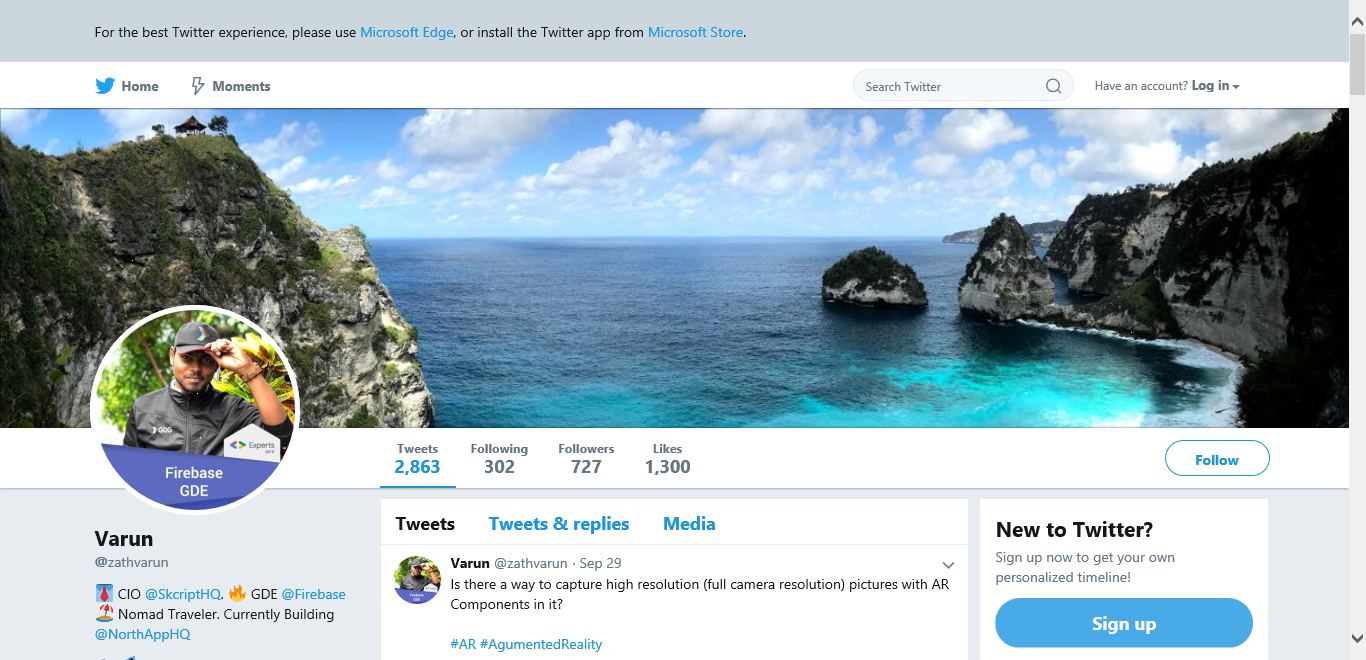 For the best Twitter experience, please use Microsoft Edge, or install the Twitter app from Microsoft Store.
Home Moments Search Twitter Have an account? Log in
GDG
Experts
2019
Firebase
GDE
Tweets Following Followers Likes
2,863 302 727 1,300
Follow
Varun
@zathvarun
CIO @SkcriptHQ. GDE @Firebase
Nomad Traveler. Currently Building
@NorthAppHQ
Tweets Tweets & replies Media
Varun @zathvarun · Sep 29
Is there a way to capture high resolution (full camera resolution) pictures with AR
Components in it?
#AR #AgumentedReality
New to Twitter?
Sign up now to get your own
personalized timeline!
Sign up